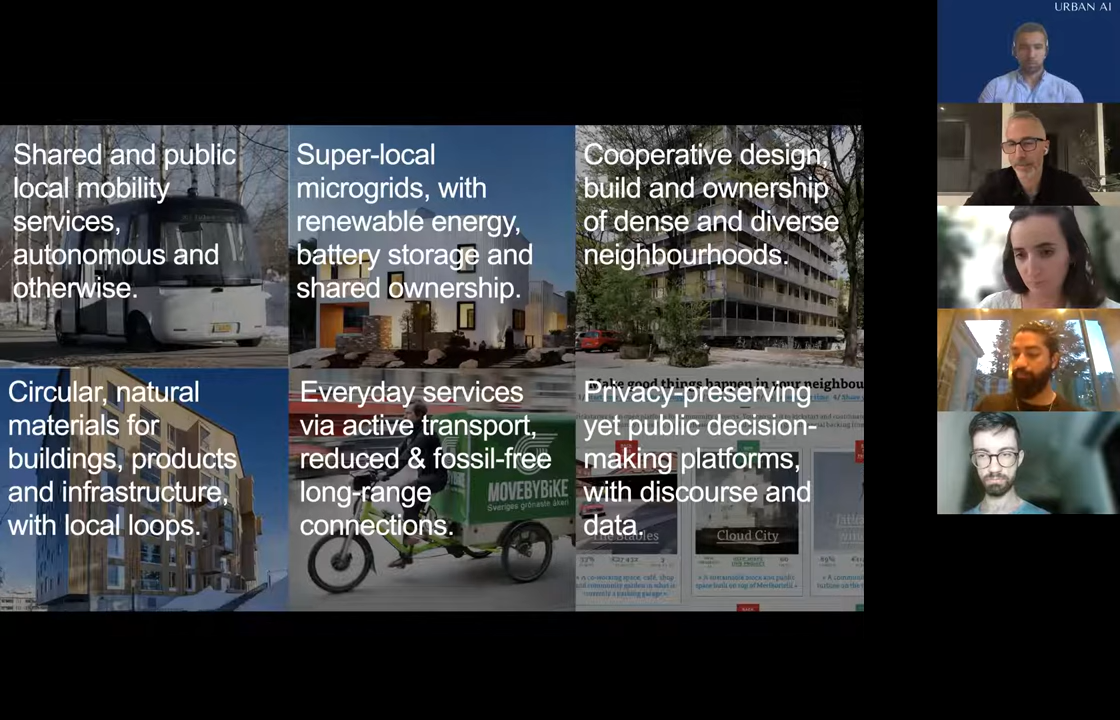 URBAN AI
Shared and public
local mobility
services,
autonomous and
otherwise.
Super-local
microgrids, with
renewable energy,
battery storage and
shared ownership.
Cooperative design,
build and ownership
of dense and diverse
neighbourhoods.
Circular, natural
materials for
buildings, products
and infrastructure,
with local loops.
Everyday services
via active transport,
reduced & fossil-free
long-range
connections.
MOVEBYBIKE
Sveriges grönaste åkeri
Make good things happen in your neighbou
Privacy-preserving
yet public decision-
making platforms,
with discourse and
data.
The Stables
Cloud City